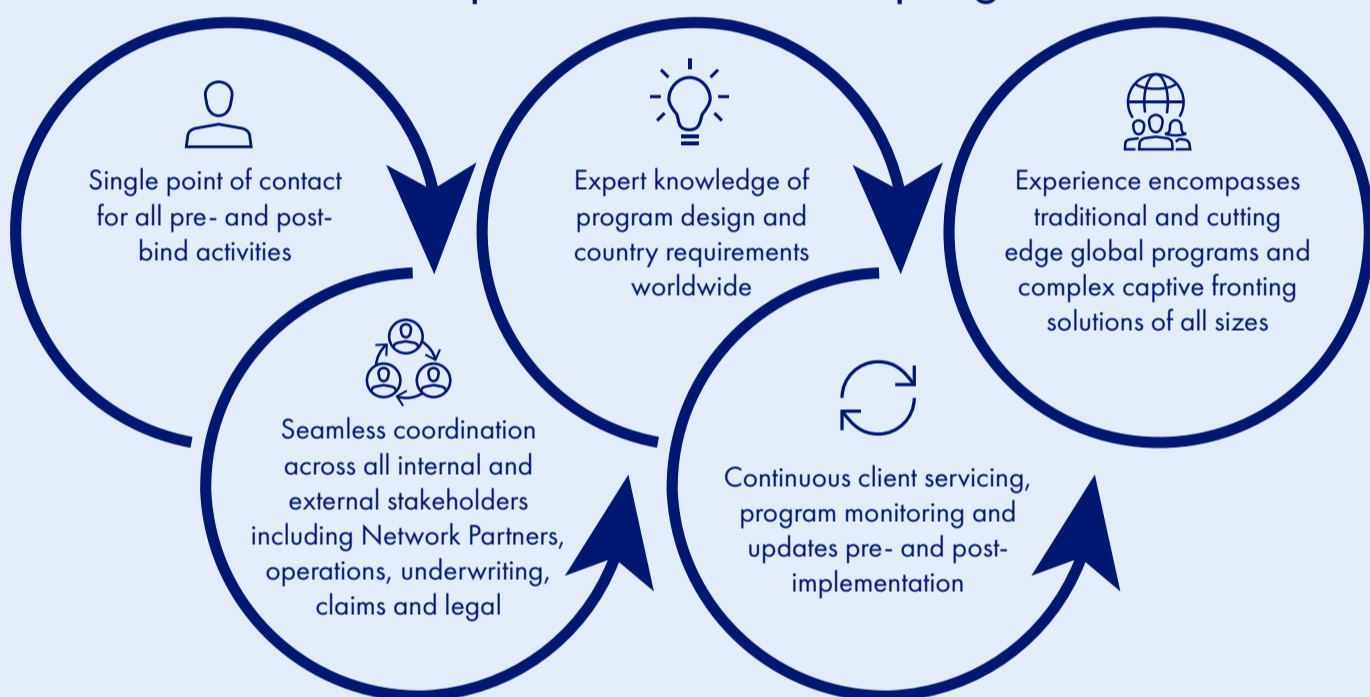 Single point of contact
for all pre- and post-
bind activities
Seamless coordination
across all internal and
external stakeholders
including Network Partners,
operations, underwriting,
claims and legal
Expert knowledge of
program design and
country requirements
worldwide
Continuous client servicing,
program monitoring and
updates pre- and post-
implementation
Experience encompasses
traditional and cutting
edge global programs and
complex captive fronting
solutions of all sizes